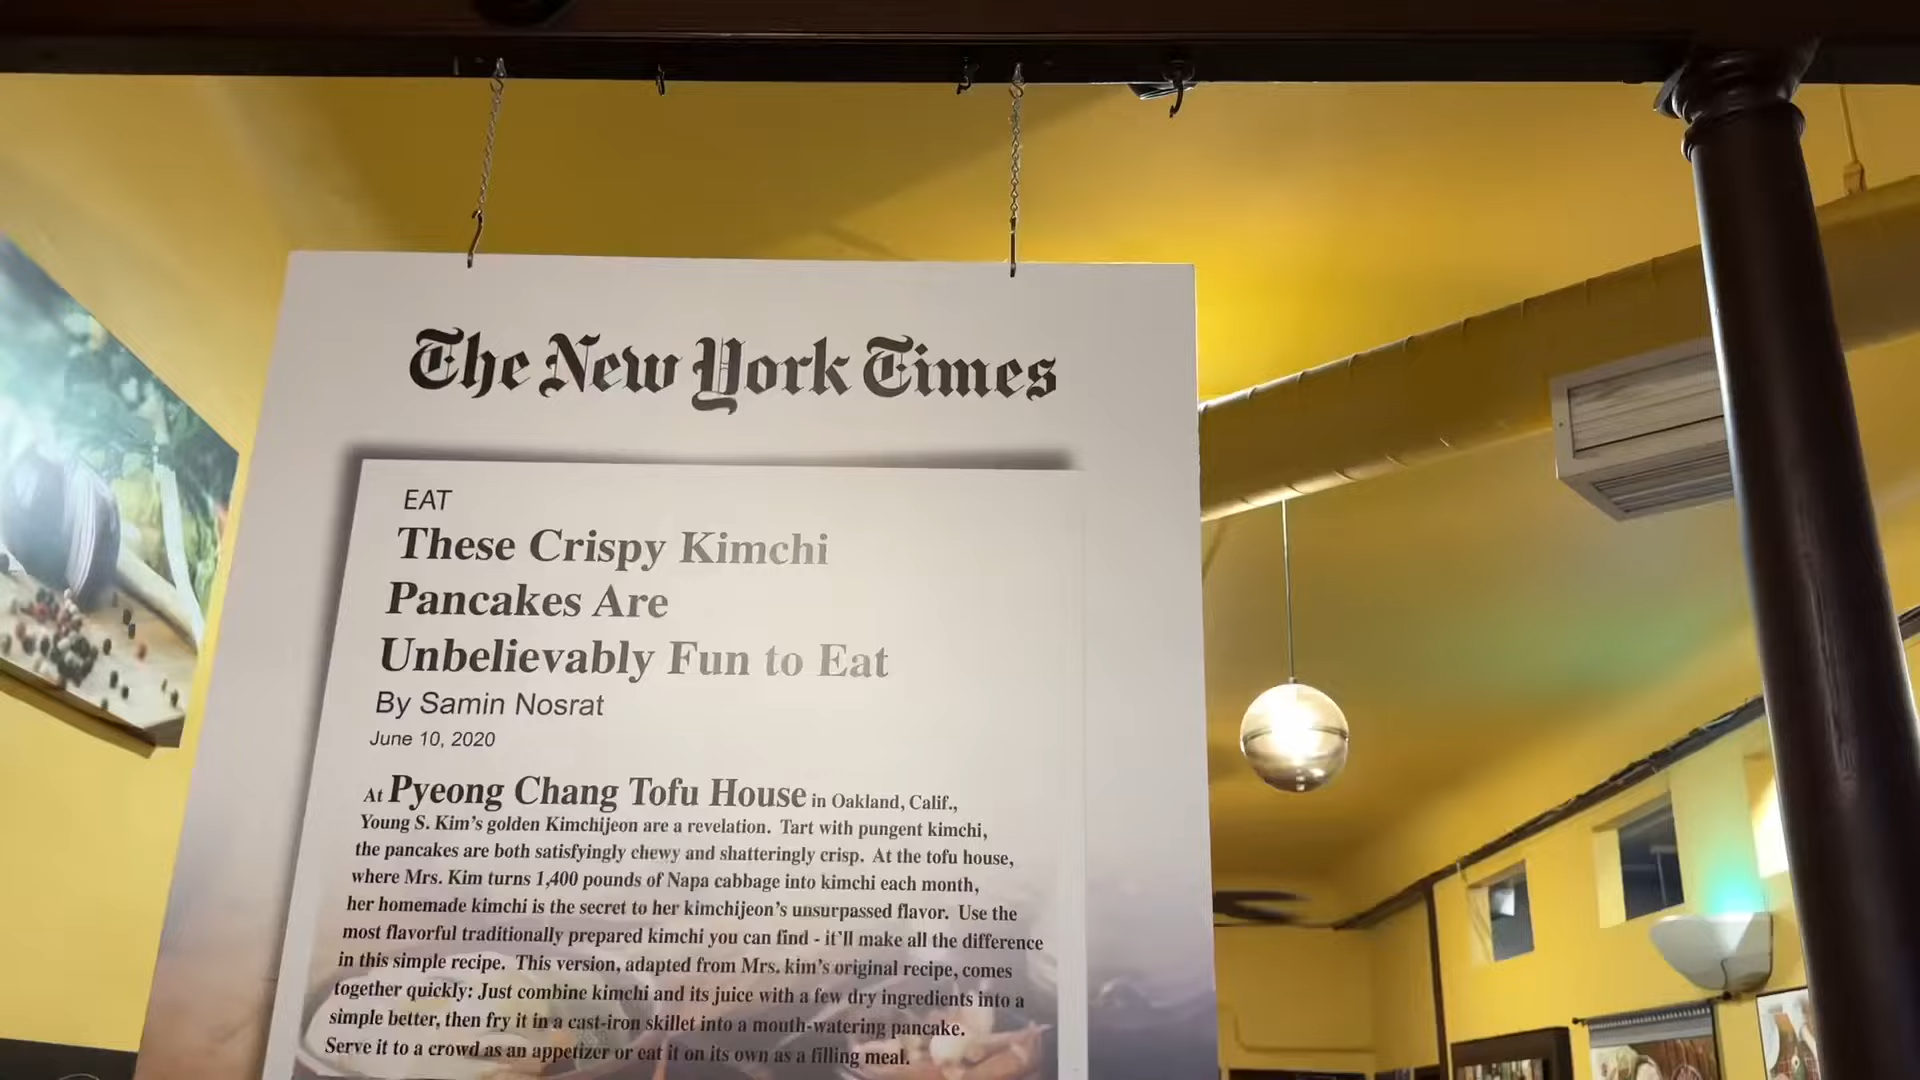 The New York Times
EAT
These Crispy Kimchi
Pancakes Are
Unbelievably Fun to Eat
By Samin Nosrat
June 10, 2020
At Pyeong Chang Tofu House in Oakland, Calif.,
Young S. Kim's golden Kimchijeon are a revelation. Tart with pungent kimchi,
the pancakes are both satisfyingly chewy and shatteringly crisp. At the tofu house,
where Mrs. Kim turns 1,400 pounds of Napa cabbage into kimchi each month,
her homemade kimchi is the secret to her kimchijeon's unsurpassed flavor. Use the
most flavorful traditionally prepared kimchi you can find - it'll make all the difference
in this simple recipe. This version, adapted from Mrs. kim's original recipe, comes
together quickly: Just combine kimchi and its juice with a few dry ingredients into a
simple better, then fry it in a cast-iron skillet into a mouth-watering pancake.
Serve it to a crowd as an appetizer or eat it on its own as a filling meal.